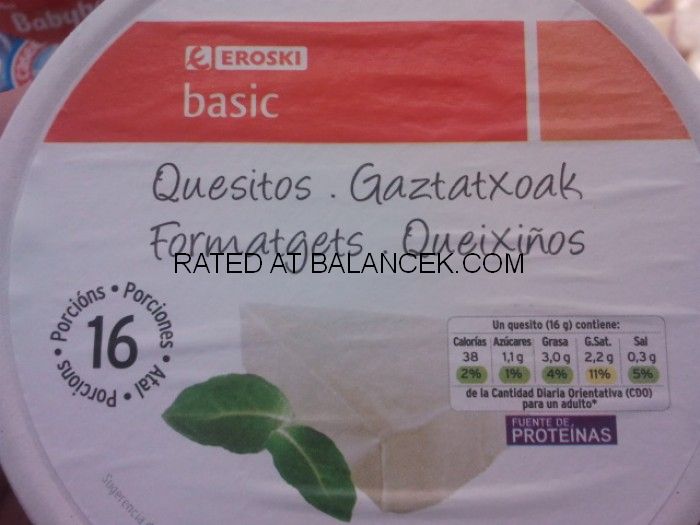 Babyb
EROSKI
basic
Quesitos . Gaztatxoak
Formatgets . Queixiños
RATED AT BALANCEK.COM
Porcións • Porciones • Atal • Porcions •
16
Un quesito (16 g) contiene:
Calorías Azúcares Grasa G.Sat. Sal
38 1,1 g 3,0 g 2,2 g 0,3 g
2% 1% 4% 11% 5%
de la Cantidad Diaria Orientativa (CDO)
para un adulto*
FUENTE DE
PROTEÍNAS
Sugerencia